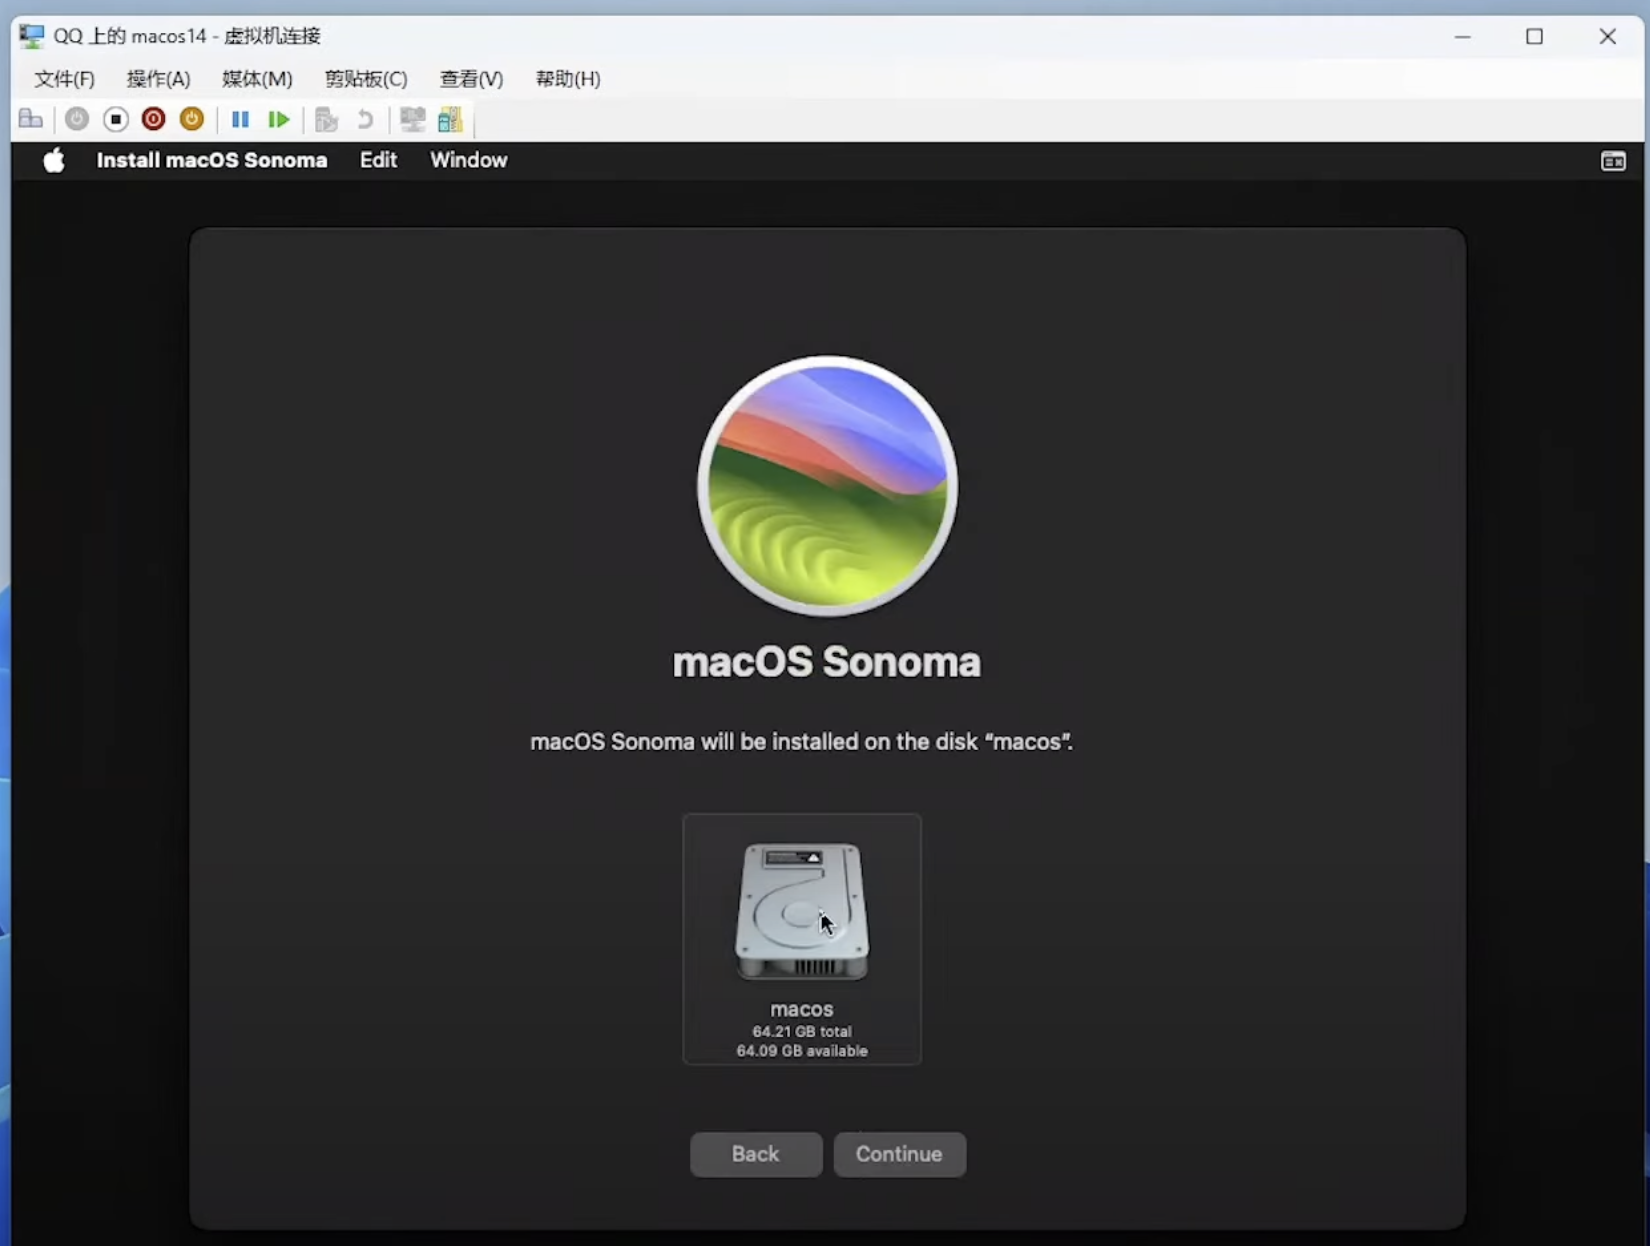 QQ 上的 macos14 - 虚拟机连接
文件(F) 操作(A) 媒体(M) 剪贴板(C) 查看(V) 帮助(H)
Install macOS Sonoma Edit Window
macOS Sonoma
macOS Sonoma will be installed on the disk “macos”.
macos
64.21 GB total
64.09 GB available
Back Continue